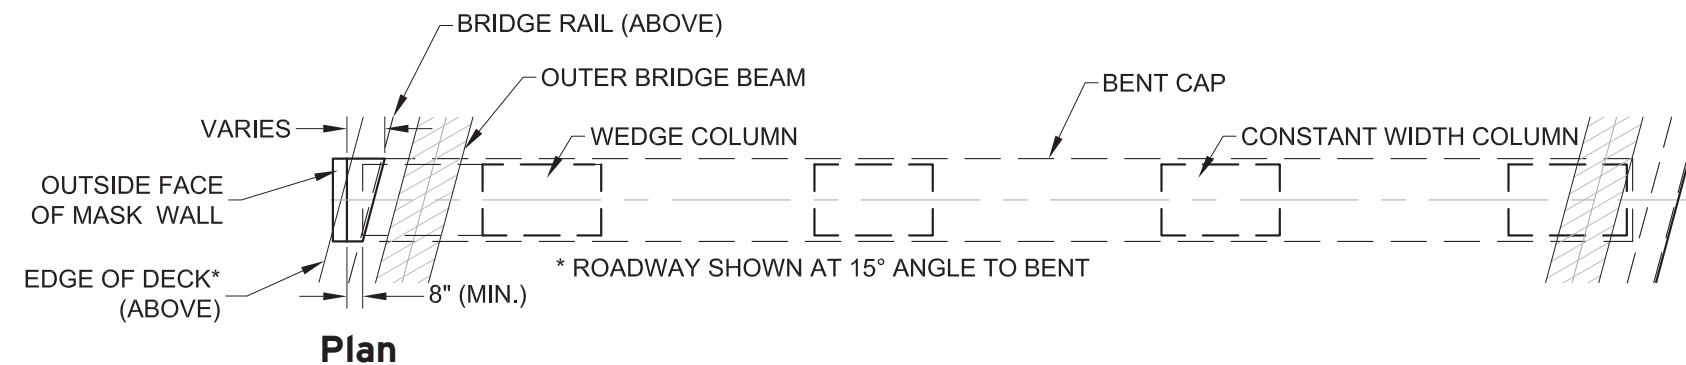 BRIDGE RAIL (ABOVE)
OUTER BRIDGE BEAM
BENT CAP
VARIES
WEDGE COLUMN
CONSTANT WIDTH COLUMN
OUTSIDE FACE
OF MASK WALL
EDGE OF DECK*
(ABOVE)
* ROADWAY SHOWN AT 15° ANGLE TO BENT
8" (MIN.)
Plan